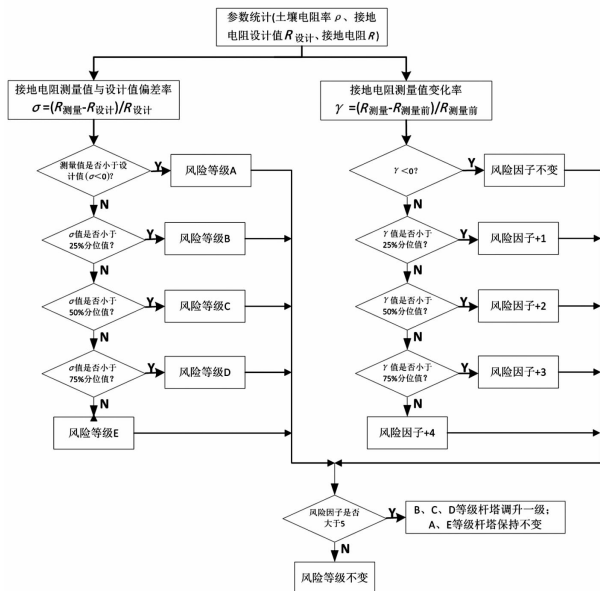 参数统计(土壤电阻率ρ、接地
电阻设计值R设计、接地电阻R)
接地电阻测量值与设计值偏差率
σ=(R测量-R设计)/R设计
测量值是否小于设
计值(σ<0)?
Y
风险等级A
N
σ值是否小于
25%分位值?
Y
风险等级B
N
σ值是否小于
50%分位值?
Y
风险等级C
N
σ值是否小于
75%分位值?
Y
风险等级D
N
风险等级E
接地电阻测量值变化率
γ=(R测量-R测量前)/R测量前
γ<0?
Y
风险因子不变
N
γ值是否小于
25%分位值?
Y
风险因子+1
N
γ值是否小于
50%分位值?
Y
风险因子+2
N
γ值是否小于
75%分位值?
Y
风险因子+3
N
风险因子+4
风险因子是否
大于5
Y
B、C、D等级杆塔调升一级;
A、E等级杆塔保持不变
N
风险等级不变